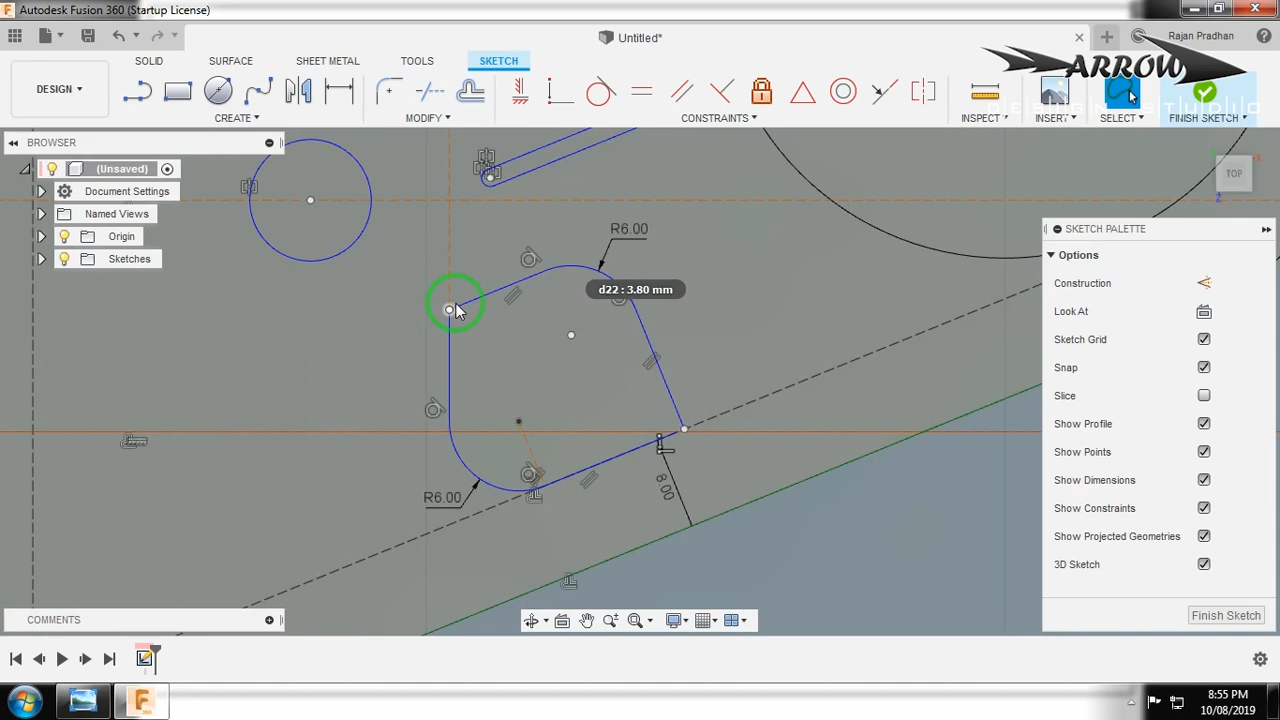 Autodesk Fusion 360 (Startup License)
Untitled*
Rajan Pradhan
SOLID SURFACE SHEET METAL TOOLS SKETCH
ARROW
DESIGN STUDIO
DESIGN
CREATE MODIFY CONSTRAINTS INSPECT INSERT SELECT FINISH SKETCH
BROWSER
(Unsaved)
Document Settings
Named Views
Origin
Sketches
TOP
X
Z
R6.00
d22 : 3.80 mm
R6.00
8.00
SKETCH PALETTE
Options
Construction
Look At
Sketch Grid
Snap
Slice
Show Profile
Show Points
Show Dimensions
Show Constraints
Show Projected Geometries
3D Sketch
Finish Sketch
COMMENTS
8:55 PM
10/08/2019